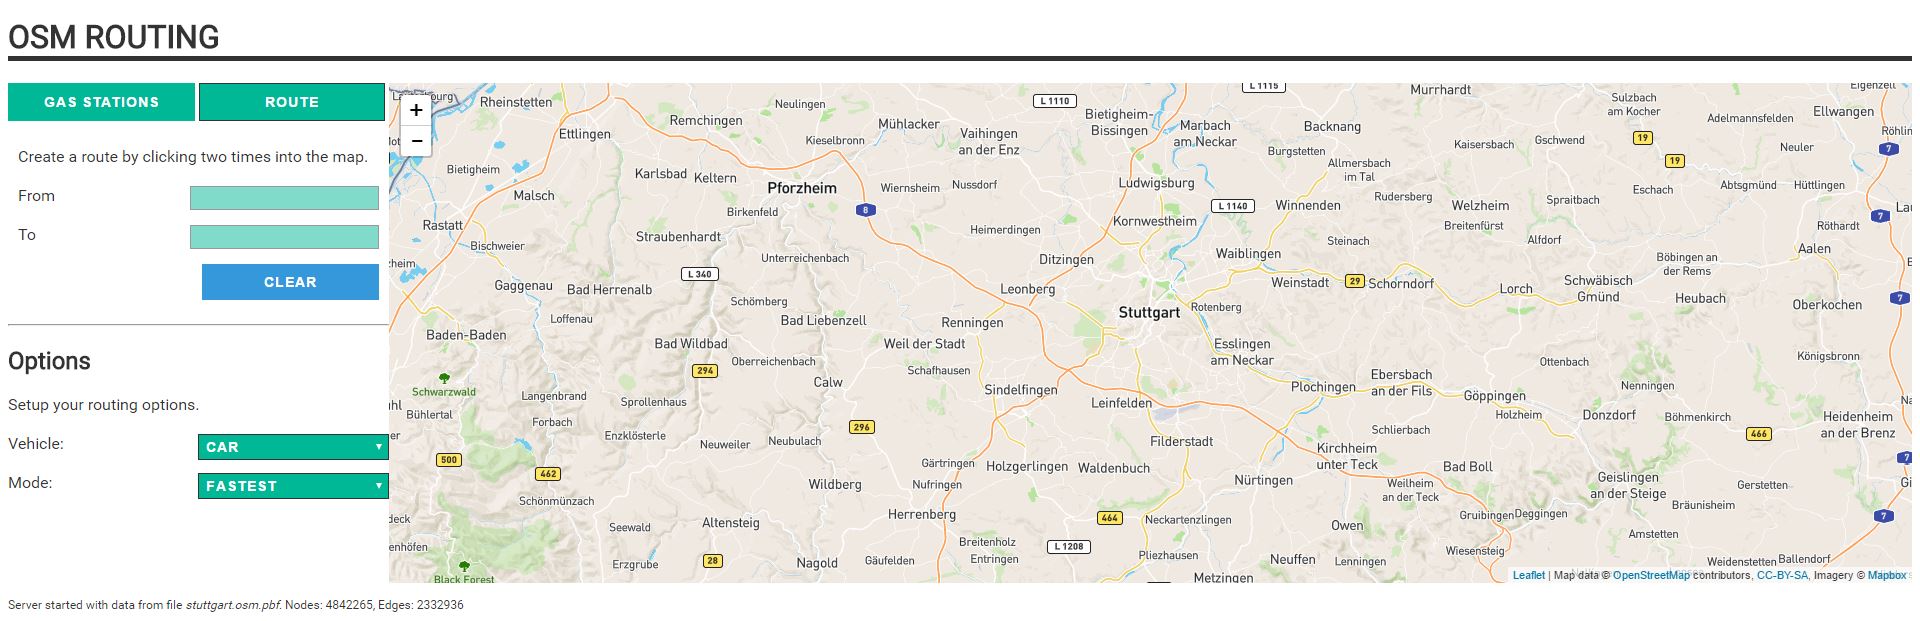 OSM ROUTING
GAS STATIONS
ROUTE
Create a route by clicking two times into the map.
From
To
CLEAR
Options
Setup your routing options.
Vehicle:
CAR
Mode:
FASTEST
+
−
Rheinstetten
Neulingen
L 1110
L 1115
Murrhardt
Sulzbach
am Kocher
Adelmannsfelden
Ellwangen
Ettlingen
Remchingen
Kieselbronn
Mühlacker
Vaihingen
an der Enz
Bietigheim-
Bissingen
Marbach
am Neckar
Backnang
Burgstetten
Allmersbach
im Tal
Kaisersbach
Gschwend
19
19
Neuler
7
Bietigheim
Malsch
Karlsbad
Keltern
Pforzheim
Wiernsheim
Nussdorf
Ludwigsburg
L 1140
Winnenden
Rudersberg
Welzheim
Breitenfürst
Spraitbach
Eschach
Abtsgmünd
Hüttlingen
Birkenfeld
8
Kornwestheim
7
Röthardt
Rastatt
Bischweier
Straubenhardt
Unterreichenbach
Heimerdingen
Ditzingen
Waiblingen
Steinach
Alfdorf
Böbingen an
der Rems
Aalen
L 340
Gaggenau
Bad Herrenalb
Schömberg
Leonberg
Weinstadt
29
Schorndorf
Lorch
Schwäbisch
Gmünd
Heubach
Oberkochen
7
Loffenau
Bad Liebenzell
Renningen
Stuttgart
Rotenberg
Baden-Baden
Bad Wildbad
Oberreichenbach
Weil der Stadt
Esslingen
am Neckar
Ottenbach
Königsbronn
Schwarzwald
294
Calw
Schafhausen
Sindelfingen
Leinfelden
Plochingen
Ebersbach
an der Fils
Göppingen
Holzheim
Nenningen
Bühlertal
Langenbrand
Forbach
Sprollenhaus
Enzklösterle
Neuweiler
Neubulach
296
Filderstadt
Schlierbach
Donzdorf
Böhmenkirch
466
Heidenheim
an der Brenz
500
462
Gärtringen
Holzgerlingen
Waldenbuch
Kirchheim
unter Teck
Bad Boll
7
Schönmünzach
Wildberg
Nufringen
Nürtingen
Weilheim
an der Teck
Geislingen
an der Steige
Gerstetten
Seewald
Altensteig
Herrenberg
464
Neckartenzlingen
Owen
Gruibingen
Deggingen
Bräunisheim
7
Black Forest
Erzgrube
28
Nagold
Gäufelden
Breitenholz
Entringen
L 1208
Pliezhausen
Metzingen
Neuffen
Lenningen
Wiesensteig
Amstetten
Weidenstetten
Ballendorf
Leaflet | Map data © OpenStreetMap contributors, CC-BY-SA, Imagery © Mapbox
Server started with data from file stuttgart.osm.pbf. Nodes: 4842265, Edges: 2332936